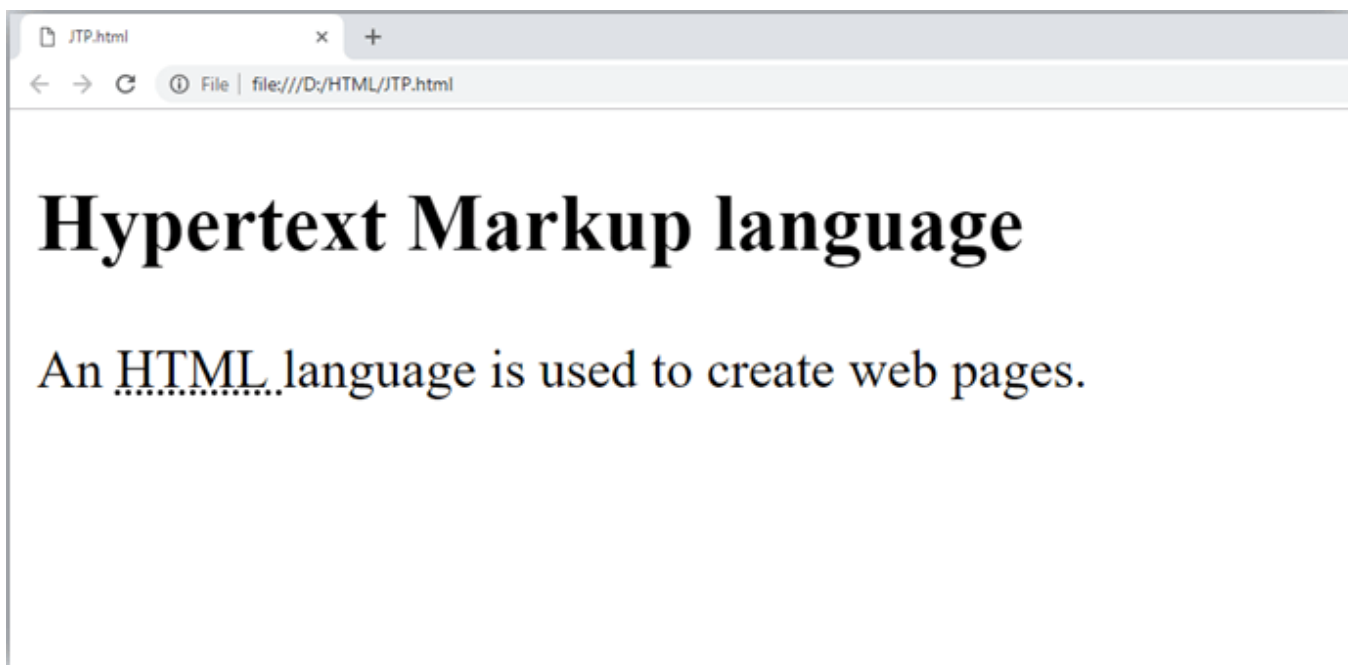 JTP.html
File | file:///D:/HTML/JTP.html
Hypertext Markup language
An HTML language is used to create web pages.